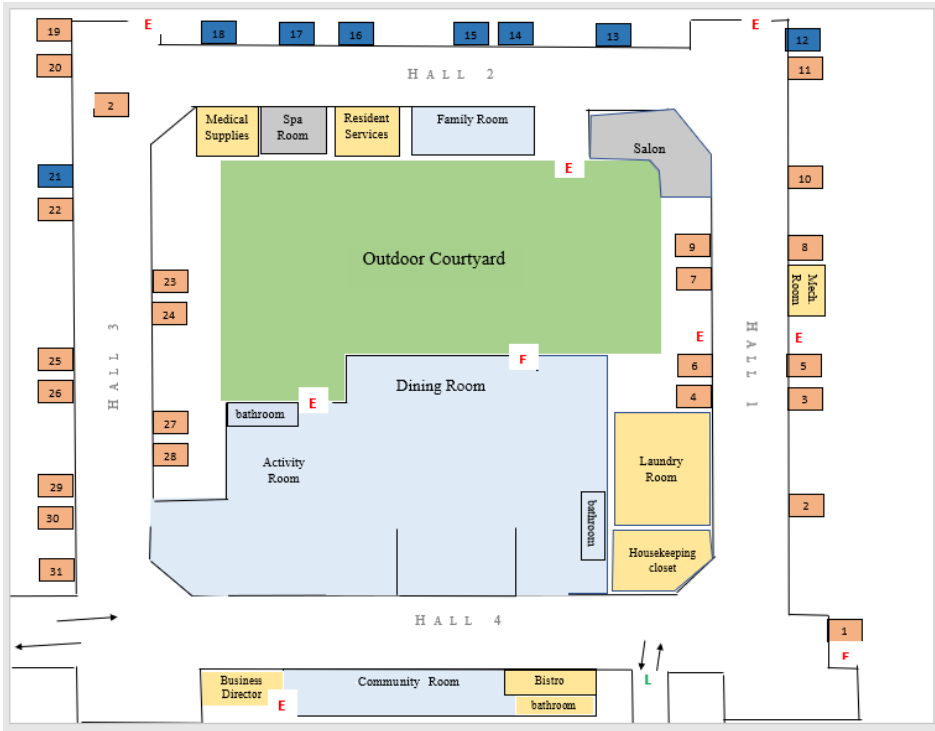 19
E
18
17
16
15
14
13
E
12
20
HALL 2
11
2
Medical
Supplies
Spa
Room
Resident
Services
Family Room
Salon
E
21
10
22
9
8
Outdoor Courtyard
23
7
Mech.
Room
24
HALL 3
HALL 1
E
E
25
F
6
5
26
Dining Room
4
3
E
bathroom
27
28
Activity
Room
Laundry
Room
29
30
bathroom
2
31
Housekeeping
closet
HALL 4
1
E
L
Business
Director
E
Community Room
Bistro
bathroom